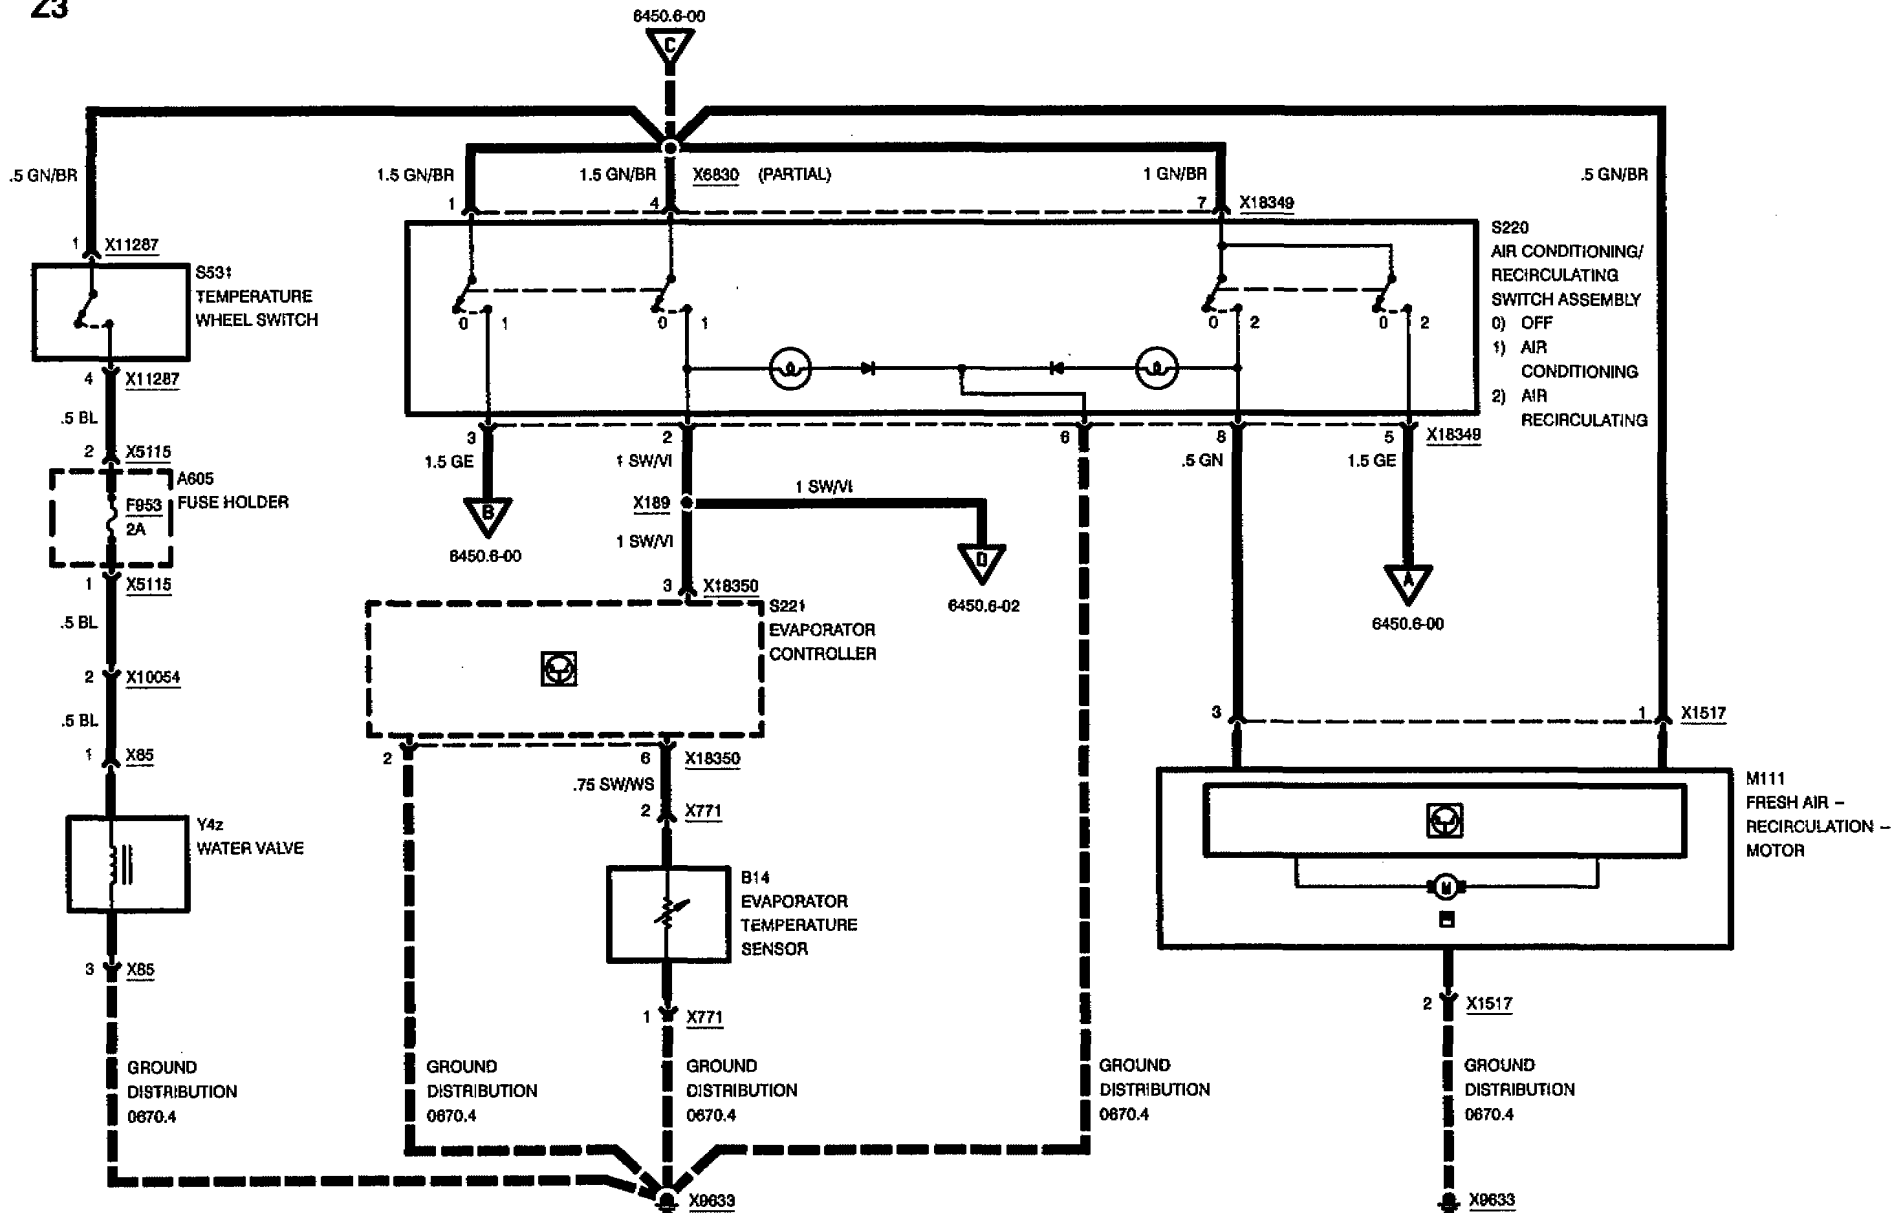 Z3
6450.6-00
C
.5 GN/BR
1.5 GN/BR
1.5 GN/BR
X6830 (PARTIAL)
1 GN/BR
.5 GN/BR
1
4
7
X18349
1
X11287
S531
TEMPERATURE
WHEEL SWITCH
0
1
0
1
0
2
0
2
S220
AIR CONDITIONING/
RECIRCULATING
SWITCH ASSEMBLY
0) OFF
1) AIR
CONDITIONING
2) AIR
RECIRCULATING
4
X11287
.5 BL
2
X5115
A605
FUSE HOLDER
F953
2A
1
X5115
.5 BL
2
X10054
.5 BL
1
X85
Y4z
WATER VALVE
3
X85
GROUND
DISTRIBUTION
0670.4
3
2
6
8
5
X18349
1.5 GE
1 SW/VI
.5 GN
1.5 GE
B
6450.6-00
X189
1 SW/VI
1 SW/VI
D
6450.6-02
A
6450.6-00
3
X18350
S221
EVAPORATOR
CONTROLLER
2
6
X18350
.75 SW/WS
2
X771
B14
EVAPORATOR
TEMPERATURE
SENSOR
1
X771
GROUND
DISTRIBUTION
0670.4
GROUND
DISTRIBUTION
0670.4
GROUND
DISTRIBUTION
0670.4
X9633
3
1
X1517
M111
FRESH AIR –
RECIRCULATION –
MOTOR
M
2
X1517
GROUND
DISTRIBUTION
0670.4
X9633